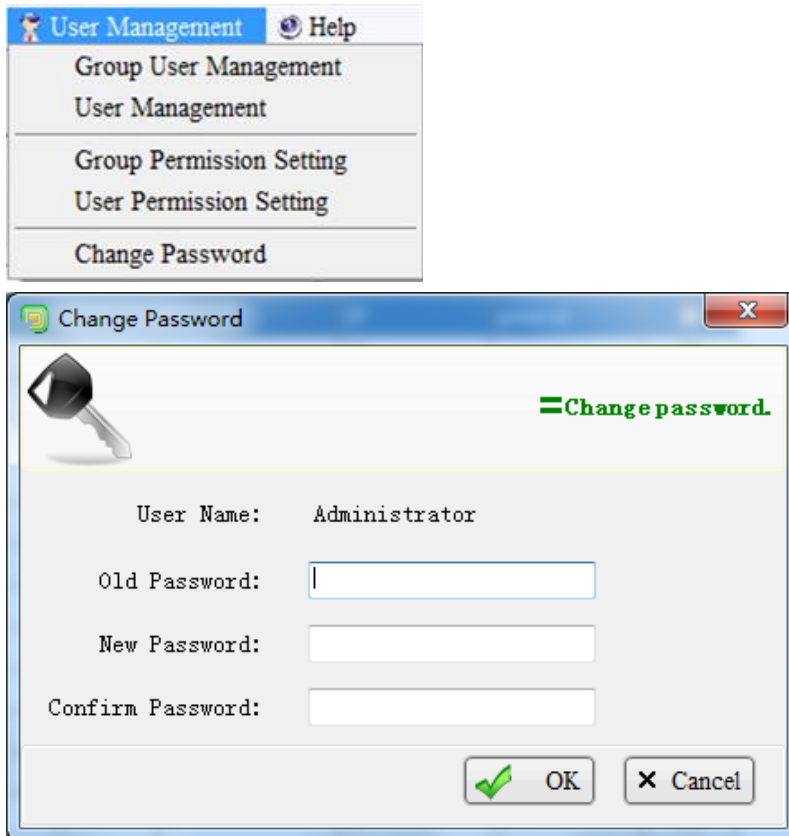 User Management Help
Group User Management
User Management
Group Permission Setting
User Permission Setting
Change Password
Change Password
Change password.
User Name: Administrator
Old Password:
New Password:
Confirm Password:
OK Cancel